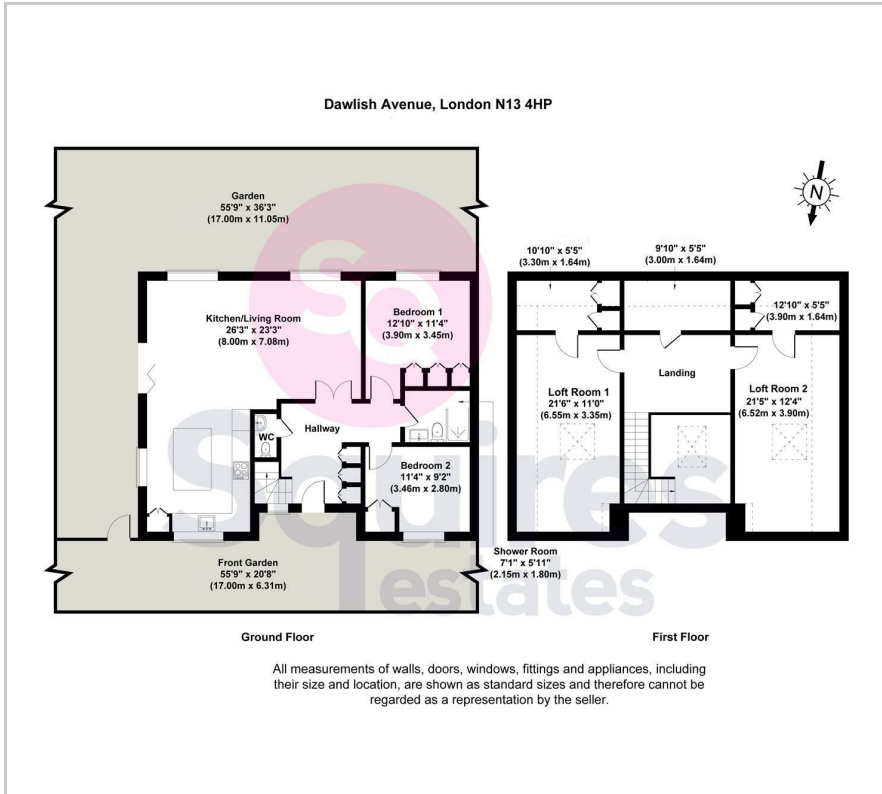 Dawlish Avenue, London N13 4HP
Garden
55'9" x 36'3"
(17.00m x 11.05m)
N
Kitchen/Living Room
26'3" x 23'3"
(8.00m x 7.08m)
Bedroom 1
12'10" x 11'4"
(3.90m x 3.45m)
WC
Hallway
Bedroom 2
11'4" x 9'2"
(3.46m x 2.80m)
Front Garden
55'9" x 20'8"
(17.00m x 6.31m)
Shower Room
7'1" x 5'11"
(2.15m x 1.80m)
Ground Floor
10'10" x 5'5"
(3.30m x 1.64m)
9'10" x 5'5"
(3.00m x 1.64m)
12'10" x 5'5"
(3.90m x 1.64m)
Landing
Loft Room 1
21'6" x 11'0"
(6.55m x 3.35m)
Loft Room 2
21'5" x 12'4"
(6.52m x 3.90m)
First Floor
SQ
Squires
estates
All measurements of walls, doors, windows, fittings and appliances, including
their size and location, are shown as standard sizes and therefore cannot be
regarded as a representation by the seller.